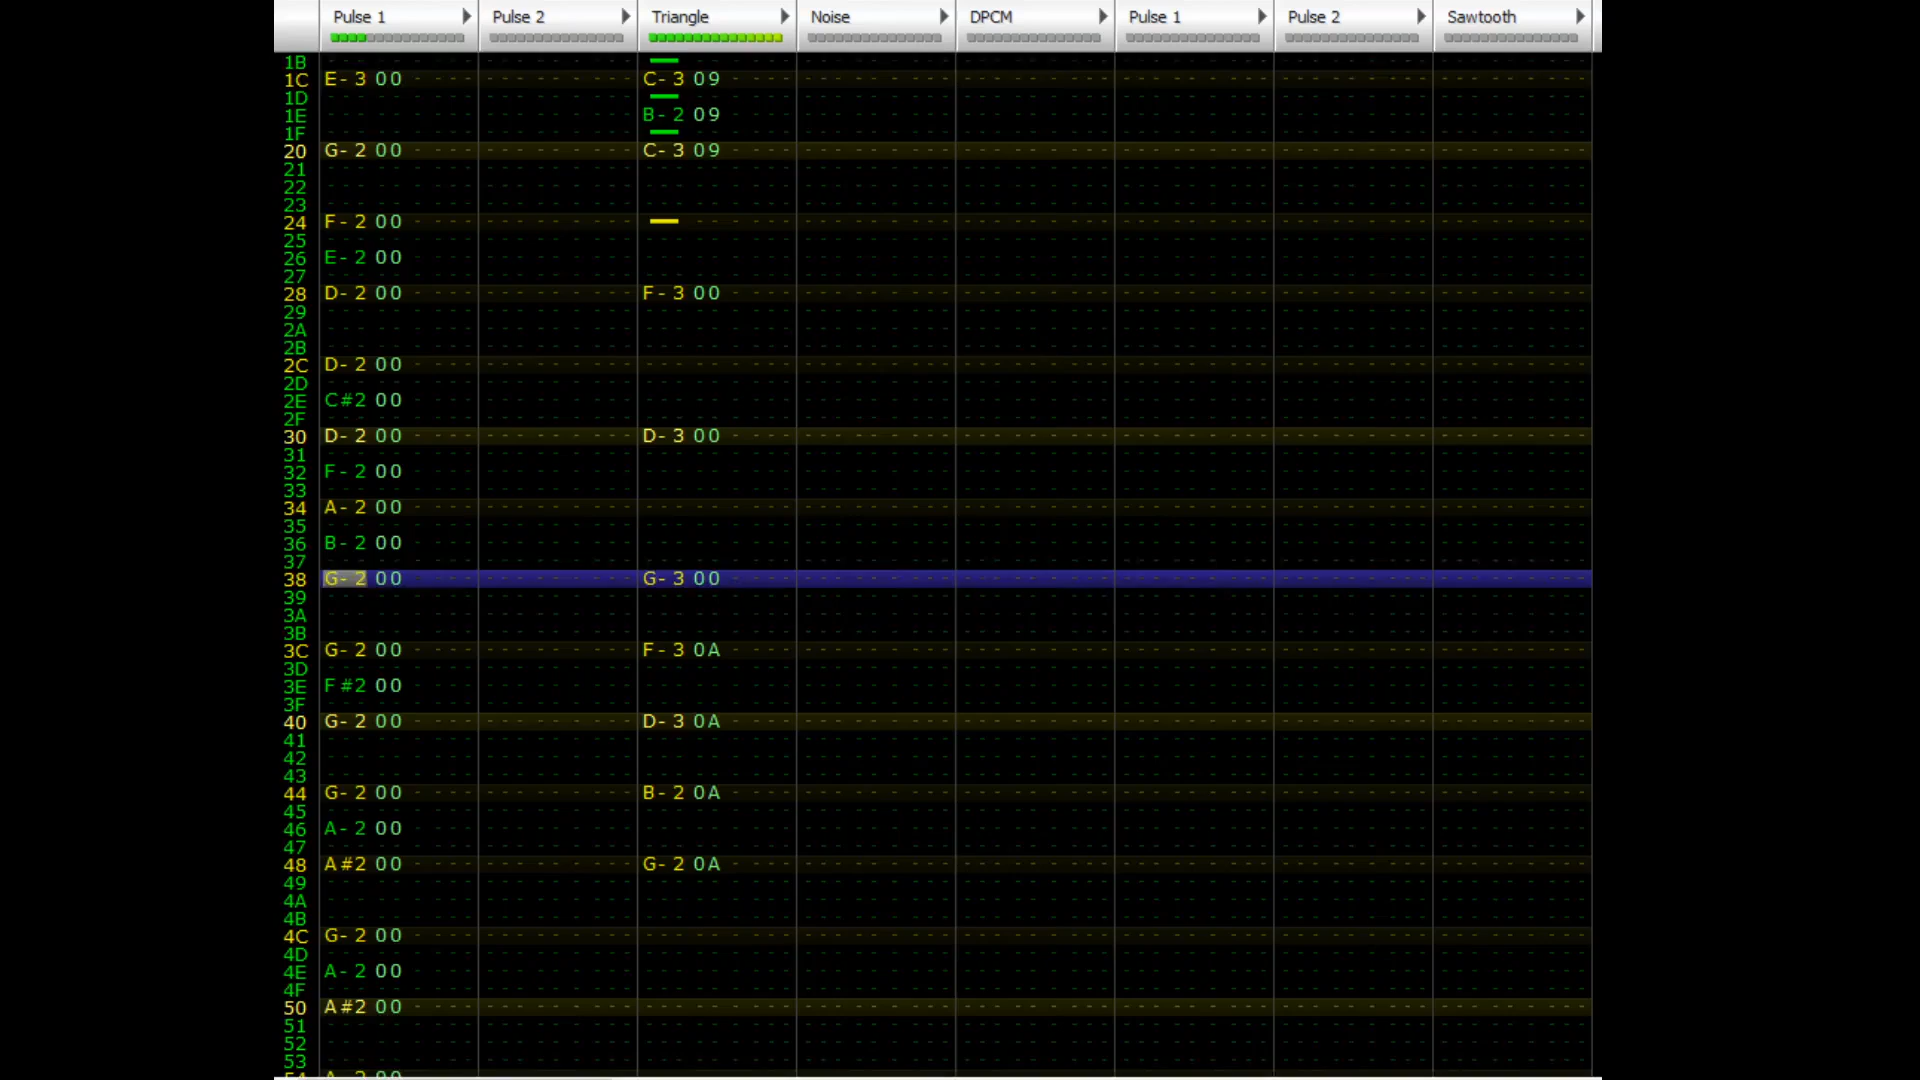 Pulse 1 Pulse 2 Triangle Noise DPCM Pulse 1 Pulse 2 Sawtooth
1B
1C E-3 00 C-3 09
1D
1E B-2 09
1F
20 G-2 00 C-3 09
21
22
23
24 F-2 00
25
26 E-2 00
27
28 D-2 00 F-3 00
29
2A
2B
2C D-2 00
2D
2E C#2 00
2F
30 D-2 00 D-3 00
31
32 F-2 00
33
34 A-2 00
35
36 B-2 00
37
38 G-2 00 G-3 00
39
3A
3B
3C G-2 00 F-3 0A
3D
3E F#2 00
3F
40 G-2 00 D-3 0A
41
42
43
44 G-2 00 B-2 0A
45
46 A-2 00
47
48 A#2 00 G-2 0A
49
4A
4B
4C G-2 00
4D
4E A-2 00
4F
50 A#2 00
51
52
53